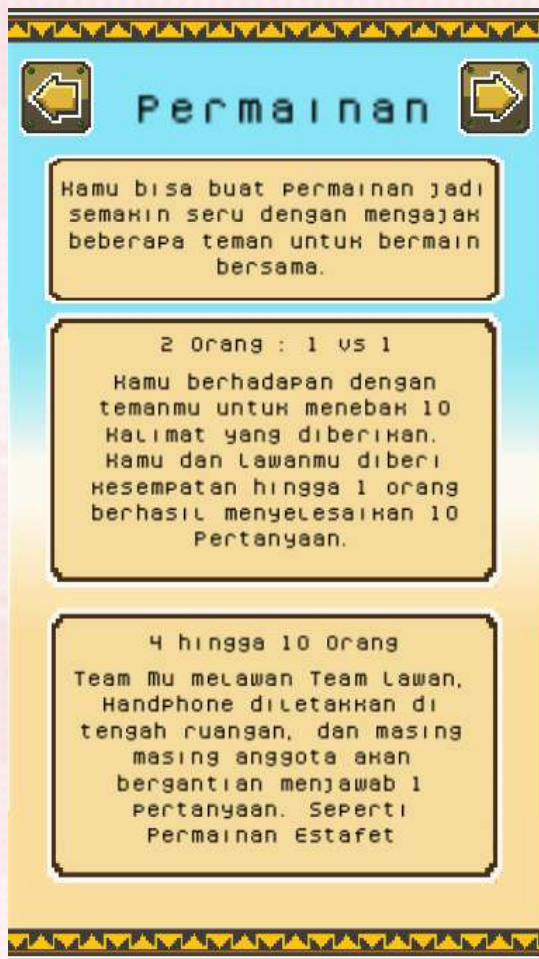 Permainan
Kamu bisa buat permainan jadi
semakin seru dengan mengajak
beberapa teman untuk bermain
bersama.
2 Orang : 1 vs 1
Kamu berhadapan dengan
temanmu untuk menebak 10
Kalimat yang diberikan.
Kamu dan Lawanmu diberi
kesempatan hingga 1 orang
berhasil menyelesaikan 10
Pertanyaan.
4 hingga 10 Orang
Team Mu melawan Team Lawan,
Handphone diletakkan di
tengah ruangan, dan masing
masing anggota akan
bergantian menjawab 1
pertanyaan. Seperti
Permainan Estafet